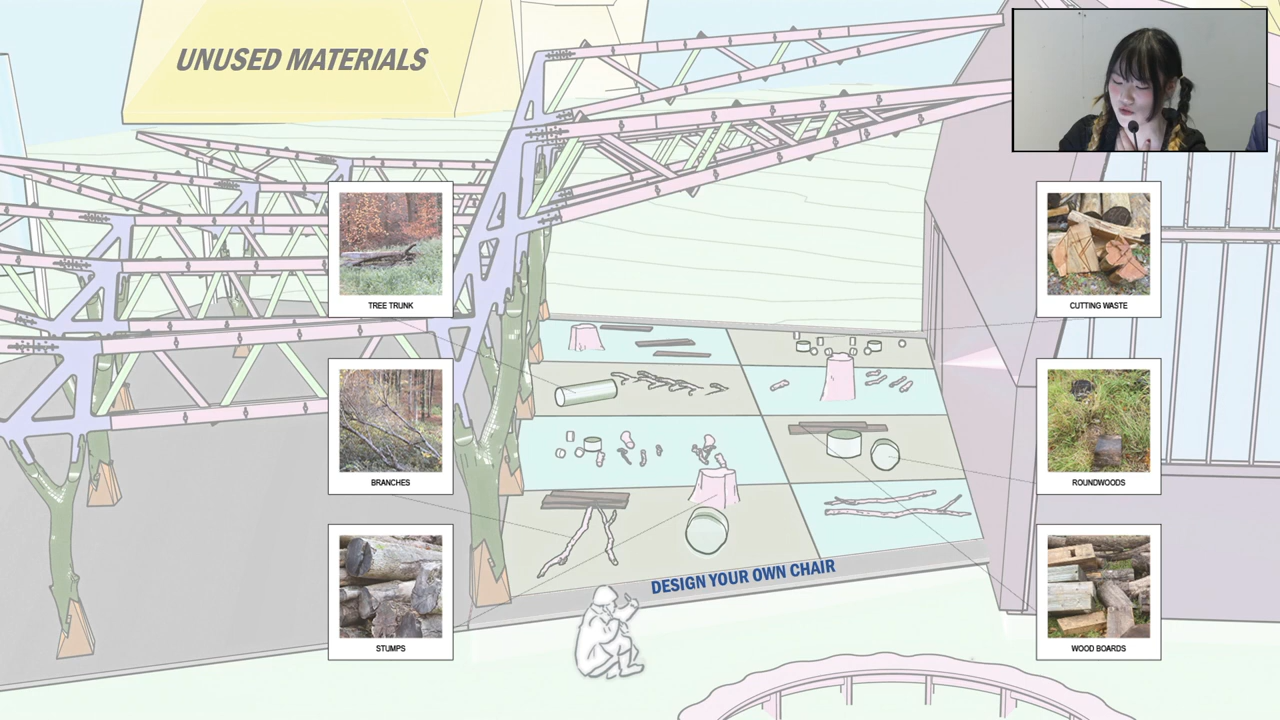 UNUSED MATERIALS
TREE TRUNK
CUTTING WASTE
BRANCHES
ROUNDWOODS
DESIGN YOUR OWN CHAIR
STUMPS
WOOD BOARDS